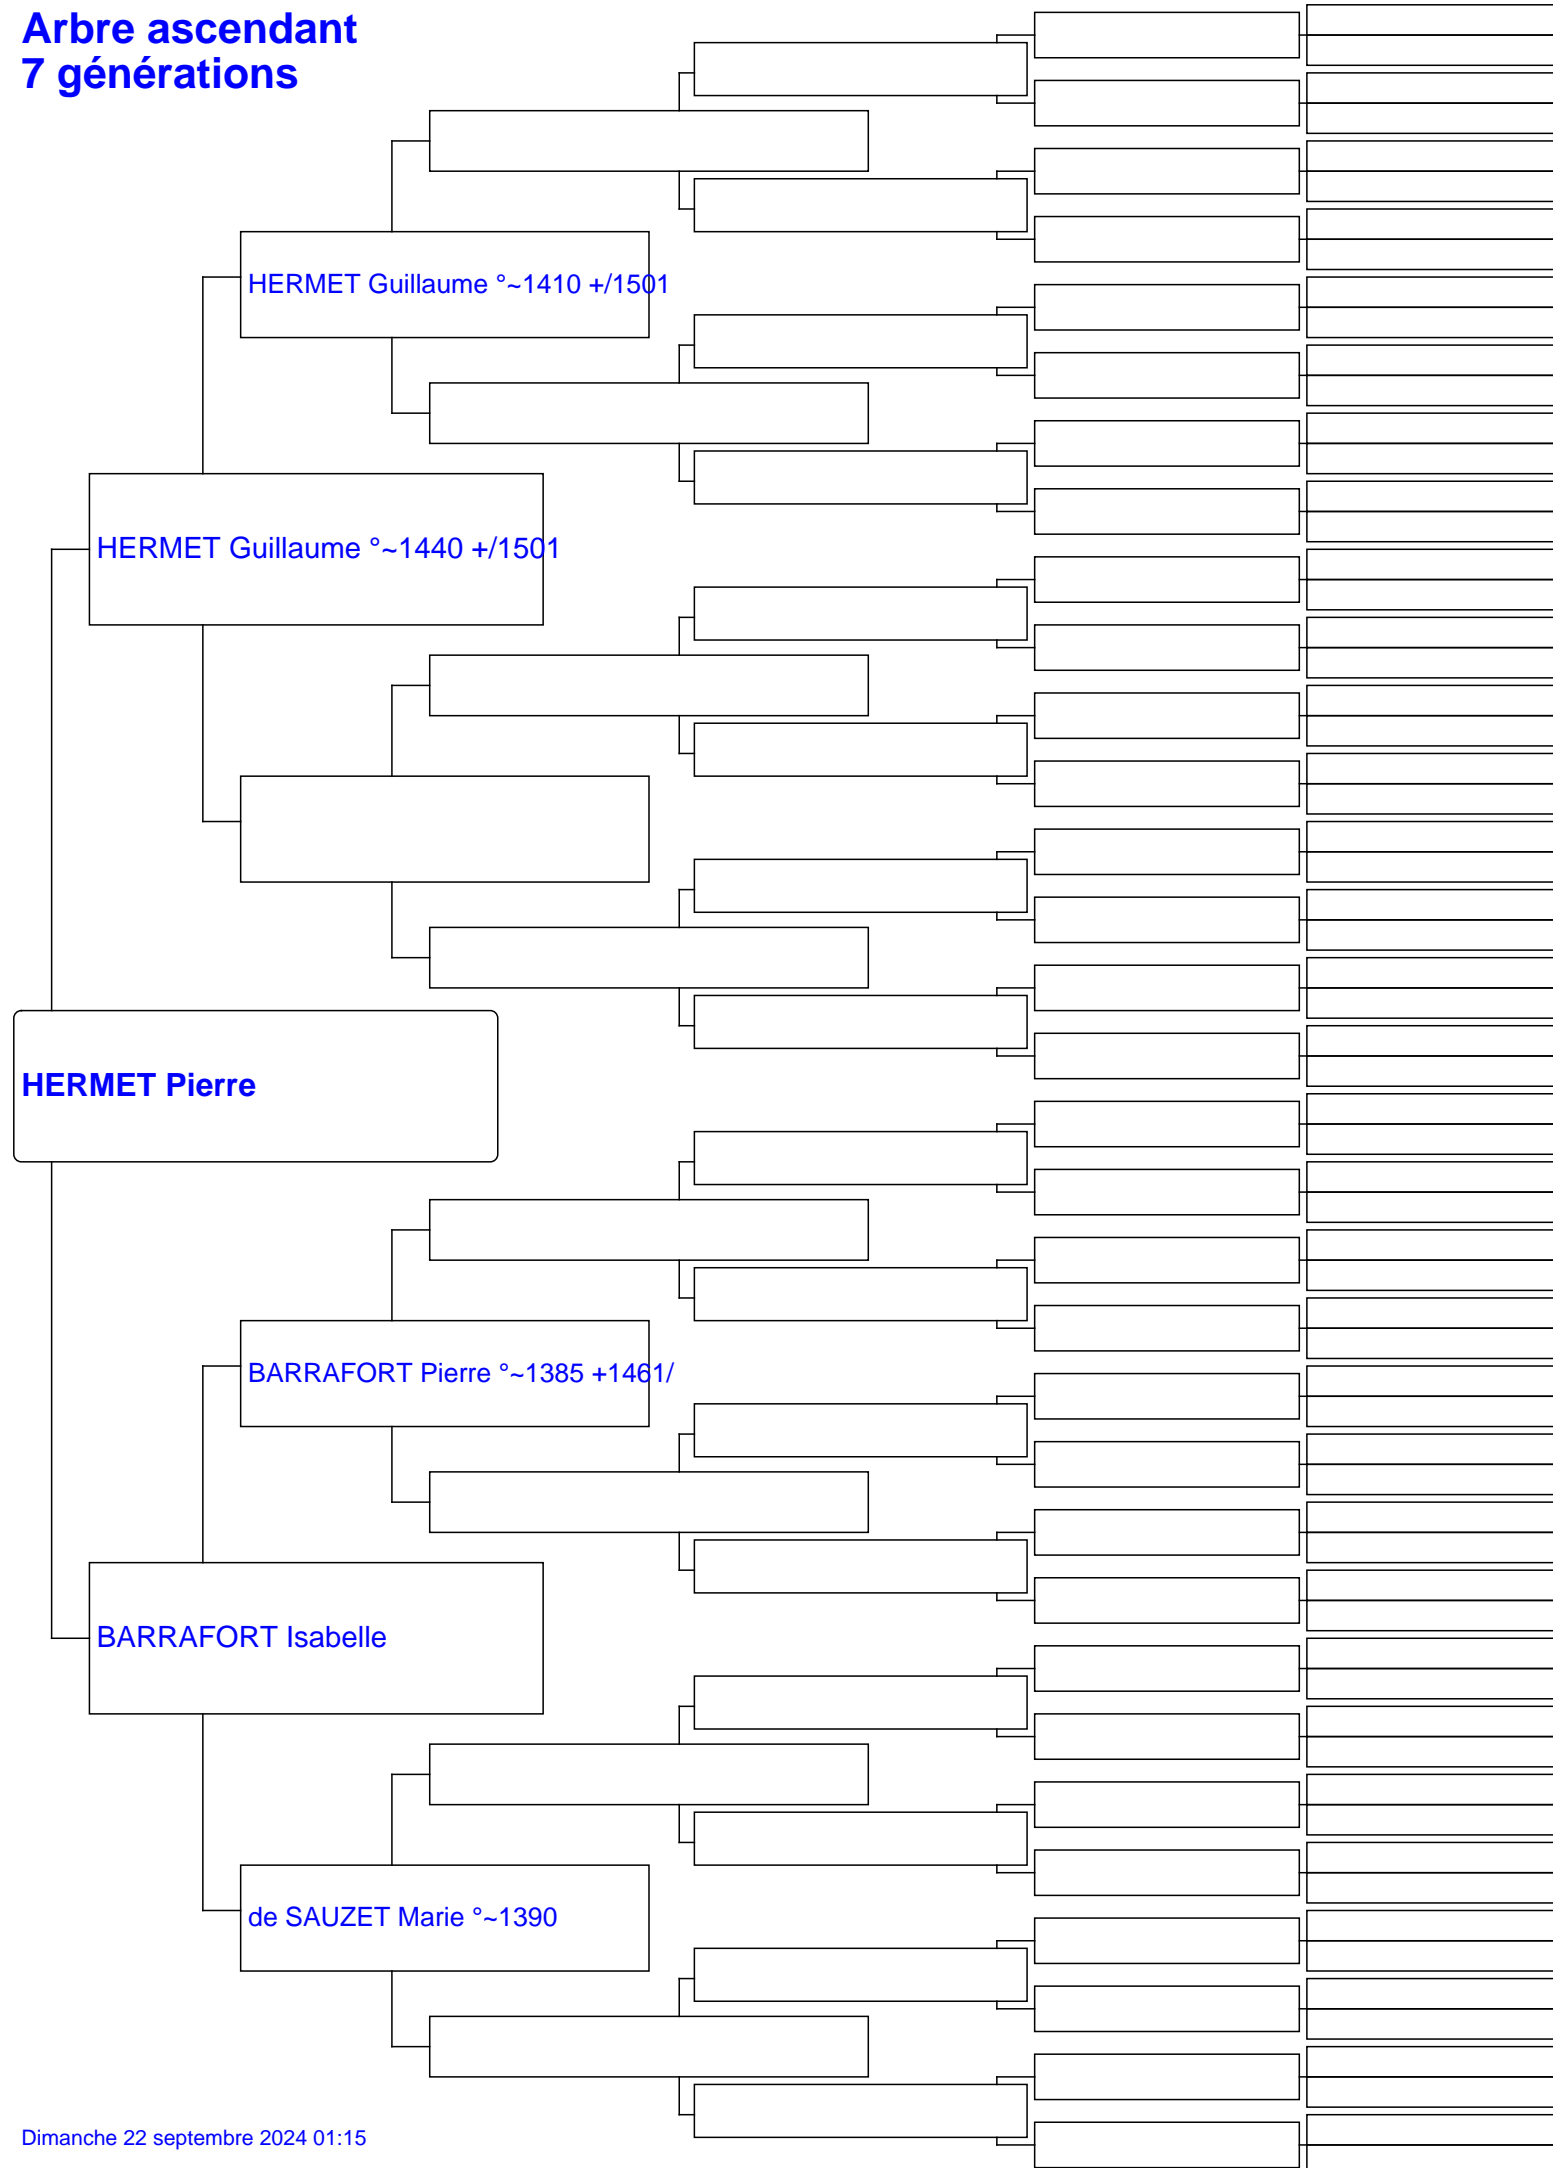 Arbre ascendant
7 générations
HERMET Guillaume °~1410 +/1501
HERMET Guillaume °~1440 +/1501
HERMET Pierre
BARRAFORT Pierre °~1385 +1461/
BARRAFORT Isabelle
de SAUZET Marie °~1390
Dimanche 22 septembre 2024 01:15